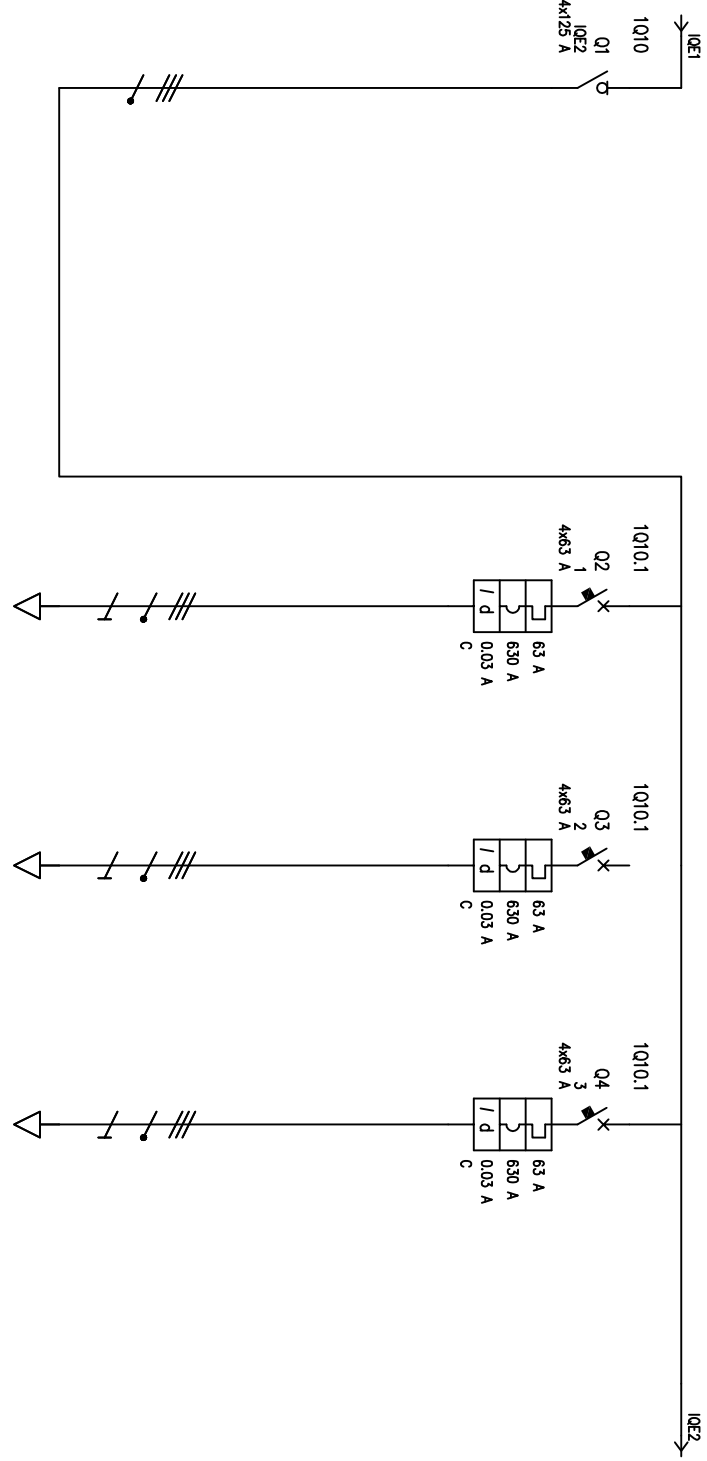 IQE1
1Q10
Q1
IQE2
4x125 A
1Q10.1
Q2
1
4x63 A
63 A
630 A
I d
0.03 A
C
1Q10.1
Q3
2
4x63 A
63 A
630 A
I d
0.03 A
C
1Q10.1
Q4
3
4x63 A
63 A
630 A
I d
0.03 A
C
IQE2